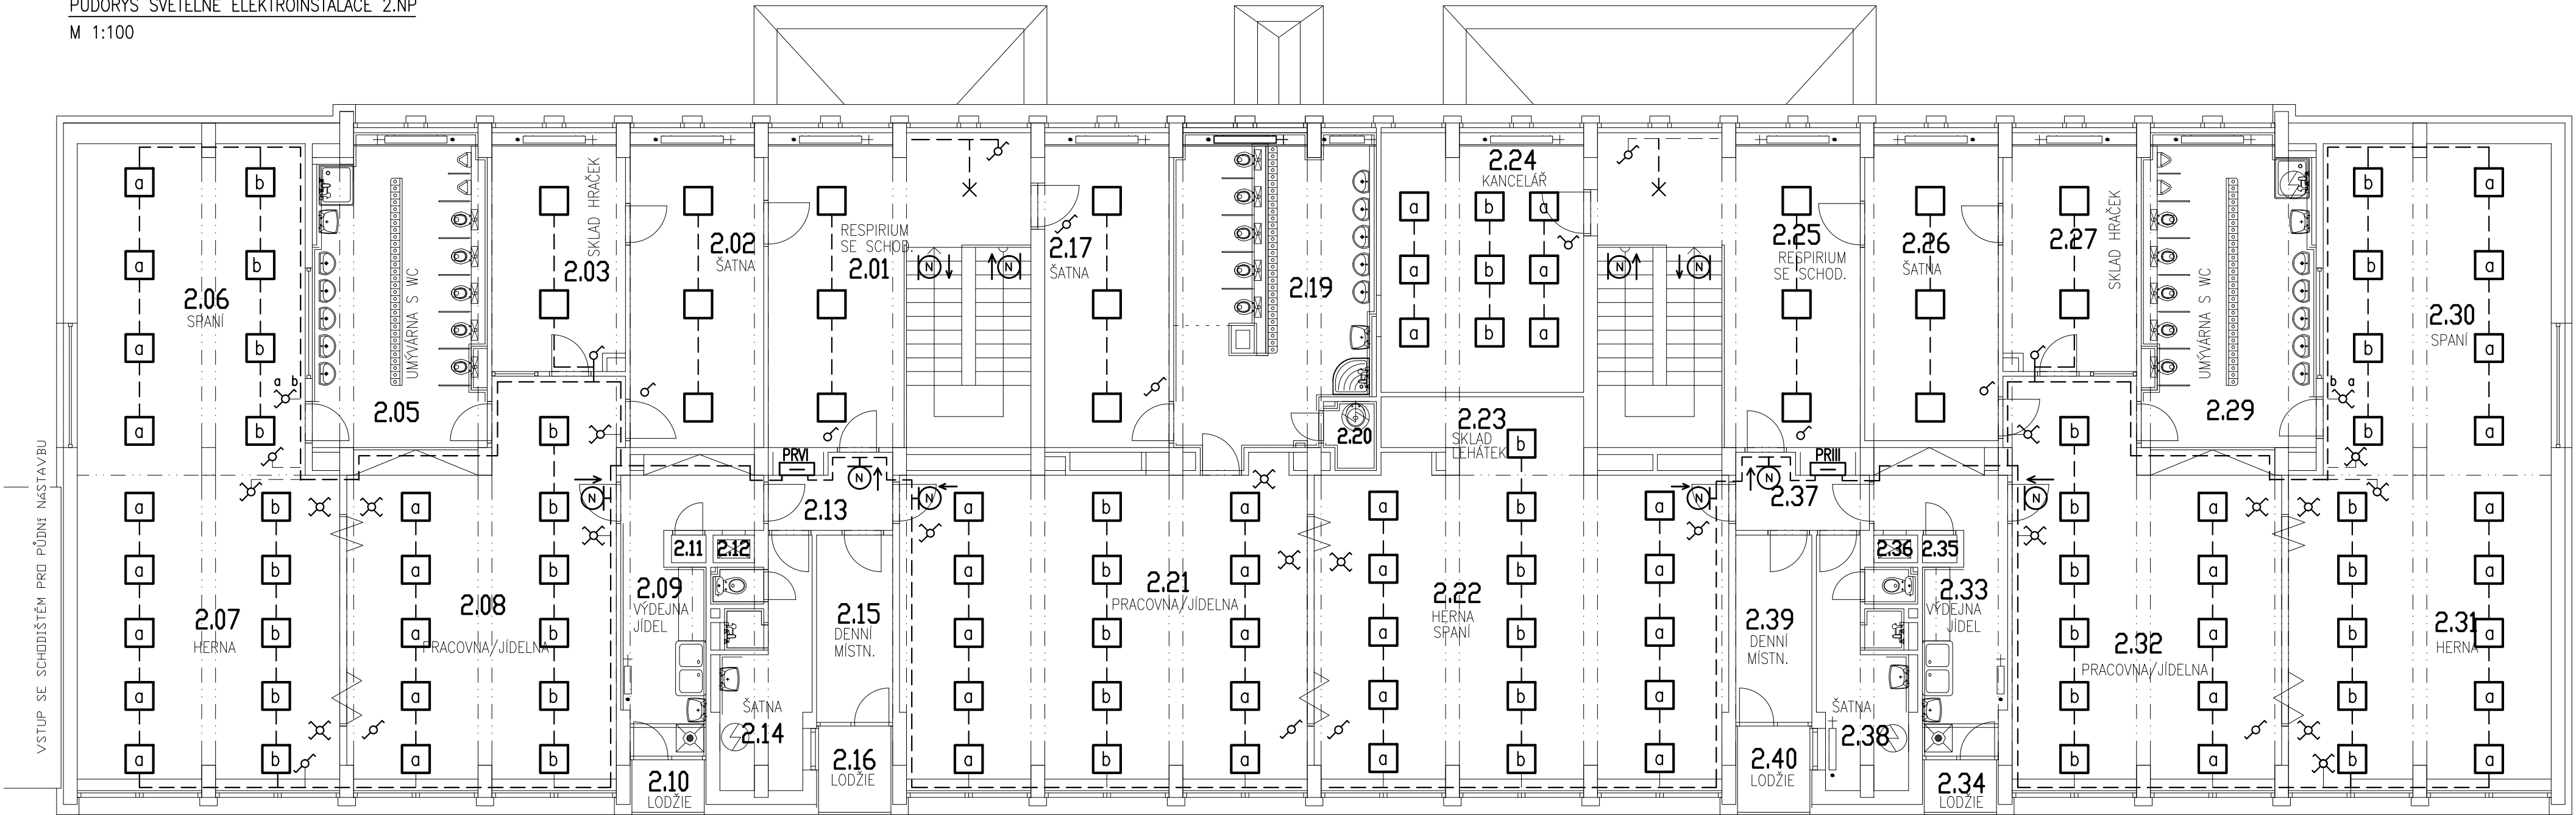 PŮDORYS SVĚTELNÉ ELEKTROINSTALACE 2.NP
M 1:100
VSTUP SE SCHODIŠTĚM PRO PŮDNÍ NÁSTAVBU
2.06
SPANÍ
a b
a b
a b
a b
a b
2.05
UMÝVÁRNA S WC
2.03
SKLAD HRAČEK
2.02
ŠATNA
RESPIRIUM
SE SCHOD.
2.01
N
N
2.17
ŠATNA
2.19
2.20
2.24
KANCELÁŘ
a b a
a b a
a b a
2.23
SKLAD
LEHÁTEK
b
N
N
2.25
RESPIRIUM
SE SCHOD.
2.26
ŠATNA
2.27
SKLAD HRAČEK
UMÝVÁRNA S WC
2.29
b a
b a
b a
b a
b a
2.30
SPANÍ
2.07
HERNA
a b
a b
a b
a b
a b
2.08
PRACOVNA/JÍDELNA
b
a b
a b
a b
a b
a b
N
PRVI
N
N
2.13
2.11
2.12
2.09
VÝDEJNA
JÍDEL
2.15
DENNÍ
MÍSTN.
ŠATNA
2.14
2.10
LODŽIE
2.16
LODŽIE
2.21
PRACOVNA/JÍDELNA
a b a
a b a
a b a
a b a
a b a
2.22
HERNA
SPANÍ
a b a
a b a
a b a
a b a
a b a
N
N
PRIII
2.37
N
2.36
2.35
2.33
VÝDEJNA
JÍDEL
2.39
DENNÍ
MÍSTN.
ŠATNA
2.38
2.40
LODŽIE
2.34
LODŽIE
2.32
PRACOVNA/JÍDELNA
b
b a
b a
b a
b a
b a
2.31
HERNA
b a
b a
b a
b a
b a